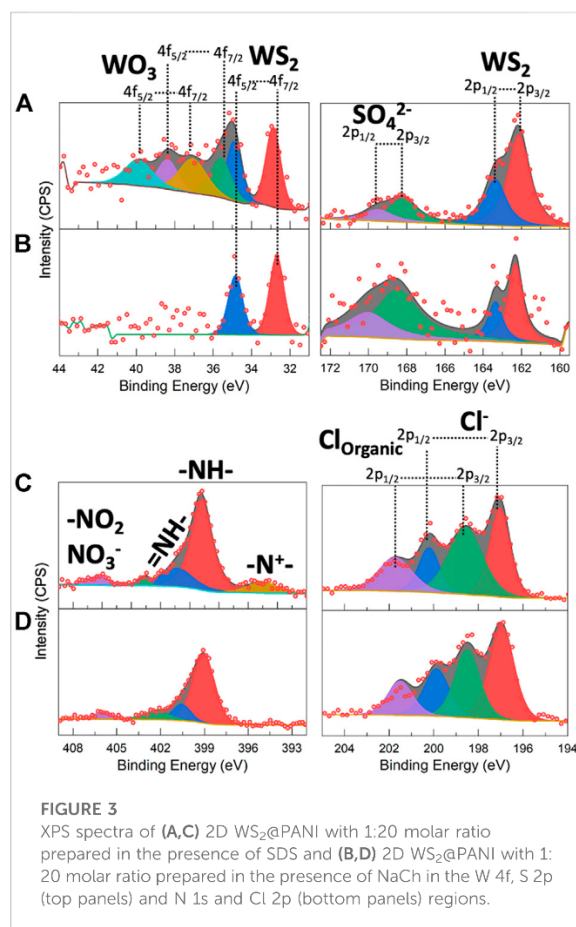 4f5/2 4f7/2
WO3 WS2
4f5/2 4f7/2
4f5/2 4f7/2
A
B
Intensity (CPS)
44 42 40 38 36 34 32
Binding Energy (eV)
WS2
2p1/2 2p3/2
SO4 2-
2p1/2 2p3/2
172 170 168 166 164 162 160
Binding Energy (eV)
C
D
-NH-
-NO2
NO3-
=NH-
-N+-
Intensity (CPS)
408 405 402 399 396 392
Binding Energy (eV)
Cl-
2p1/2 2p3/2
ClOrganic
2p1/2 2p3/2
204 202 200 198 196 194
Binding Energy (eV)
FIGURE 3
XPS spectra of (A,C) 2D WS2@PANI with 1:20 molar ratio
prepared in the presence of SDS and (B,D) 2D WS2@PANI with 1:
20 molar ratio prepared in the presence of NaCh in the W 4f, S 2p
(top panels) and N 1s and Cl 2p (bottom panels) regions.